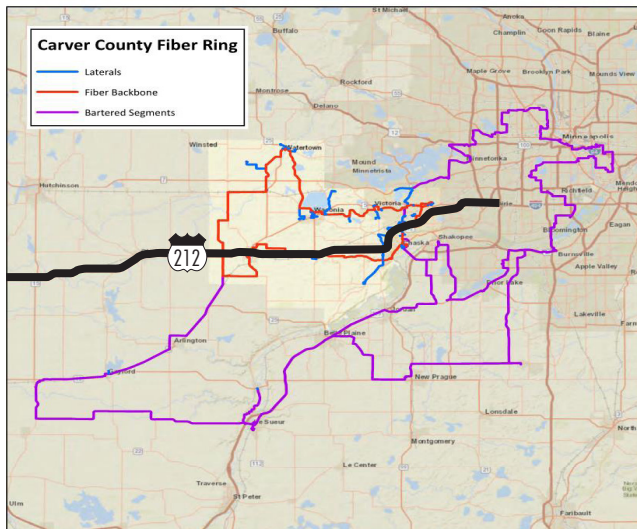 Carver County Fiber Ring
Laterals
Fiber Backbone
Bartered Segments
St Michael
Anoka
Champlin
Coon Rapids
Blaine
Buffalo
Maple Grove
Brooklyn Park
Mounds View
Rockford
Montrose
Delano
Minneapolis
Winsted
Watertown
Minnetonka
Mound
Minnetrista
Hutchinson
Richfield
Waconia
Victoria
Eagan
Shakopee
Bloomington
212
Burnsville
Apple Valley
Prior Lake
Jordan
Lakeville
Belle Plaine
Arlington
Gaylord
New Prague
Le Sueur
Lonsdale
Montgomery
Le Center
Traverse
St Peter
Faribault